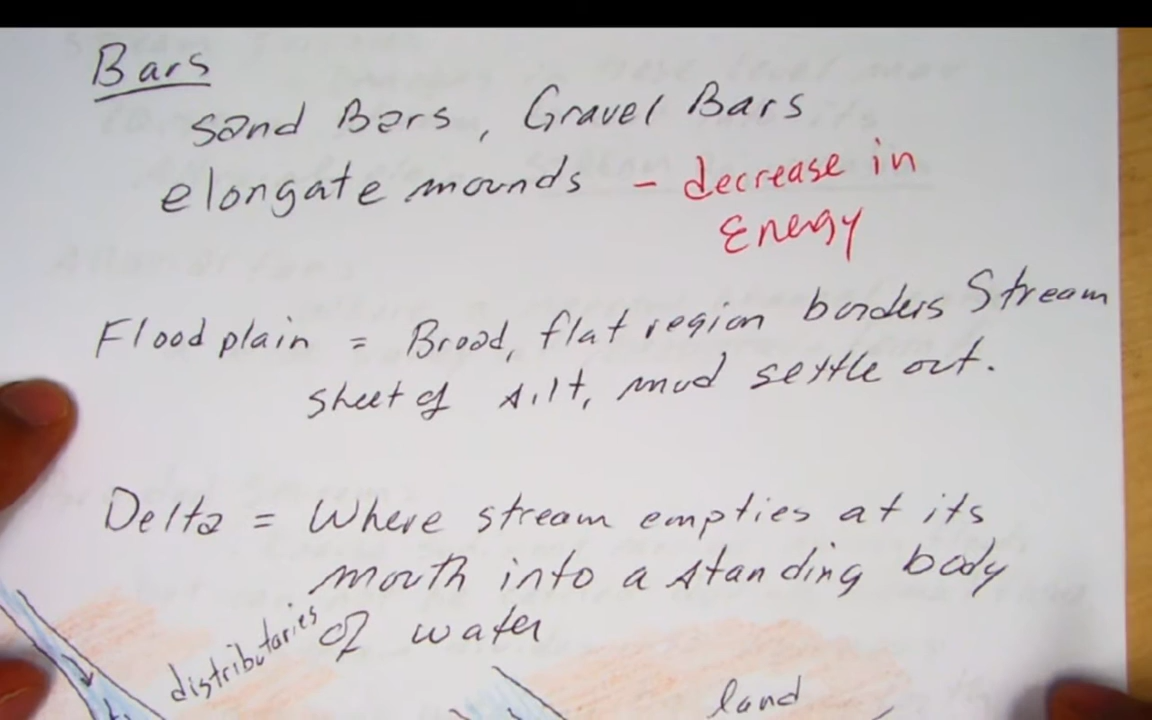 Bars
Sand Bars, Gravel Bars
elongate mounds - decrease in
Energy
Flood plain = Broad, flat region borders Stream
Sheet of silt, mud settle out.
Delta = Where stream empties at its
mouth into a standing body
of water
distributaries
land